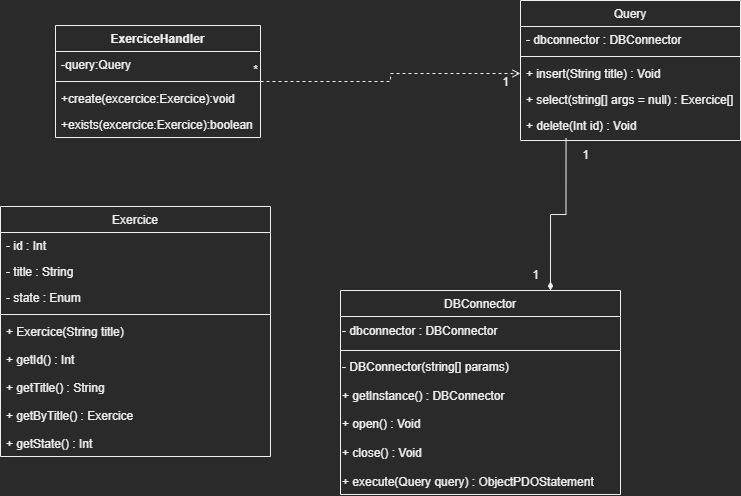 ExerciceHandler
-query:Query
*
+create(excercice:Exercice):void
+exists(excercice:Exercice):boolean
Query
- dbconnector : DBConnector
+ insert(String title) : Void
+ select(string[] args = null) : Exercice[]
+ delete(Int id) : Void
1
1
Exercice
- id : Int
- title : String
- state : Enum
+ Exercice(String title)
+ getId() : Int
+ getTitle() : String
+ getByTitle() : Exercice
+ getState() : Int
1
DBConnector
- dbconnector : DBConnector
- DBConnector(string[] params)
+ getInstance() : DBConnector
+ open() : Void
+ close() : Void
+ execute(Query query) : ObjectPDOStatement